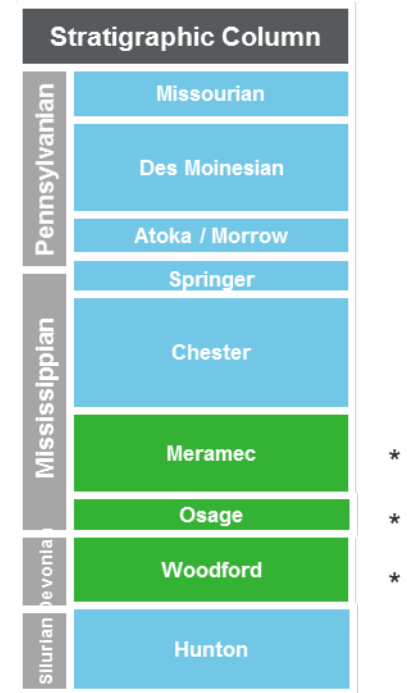 Stratigraphic Column
Pennsylvanian
Missourian
Des Moinesian
Atoka / Morrow
Mississippian
Springer
Chester
Meramec *
Osage *
Devonian
Woodford *
Silurian
Hunton